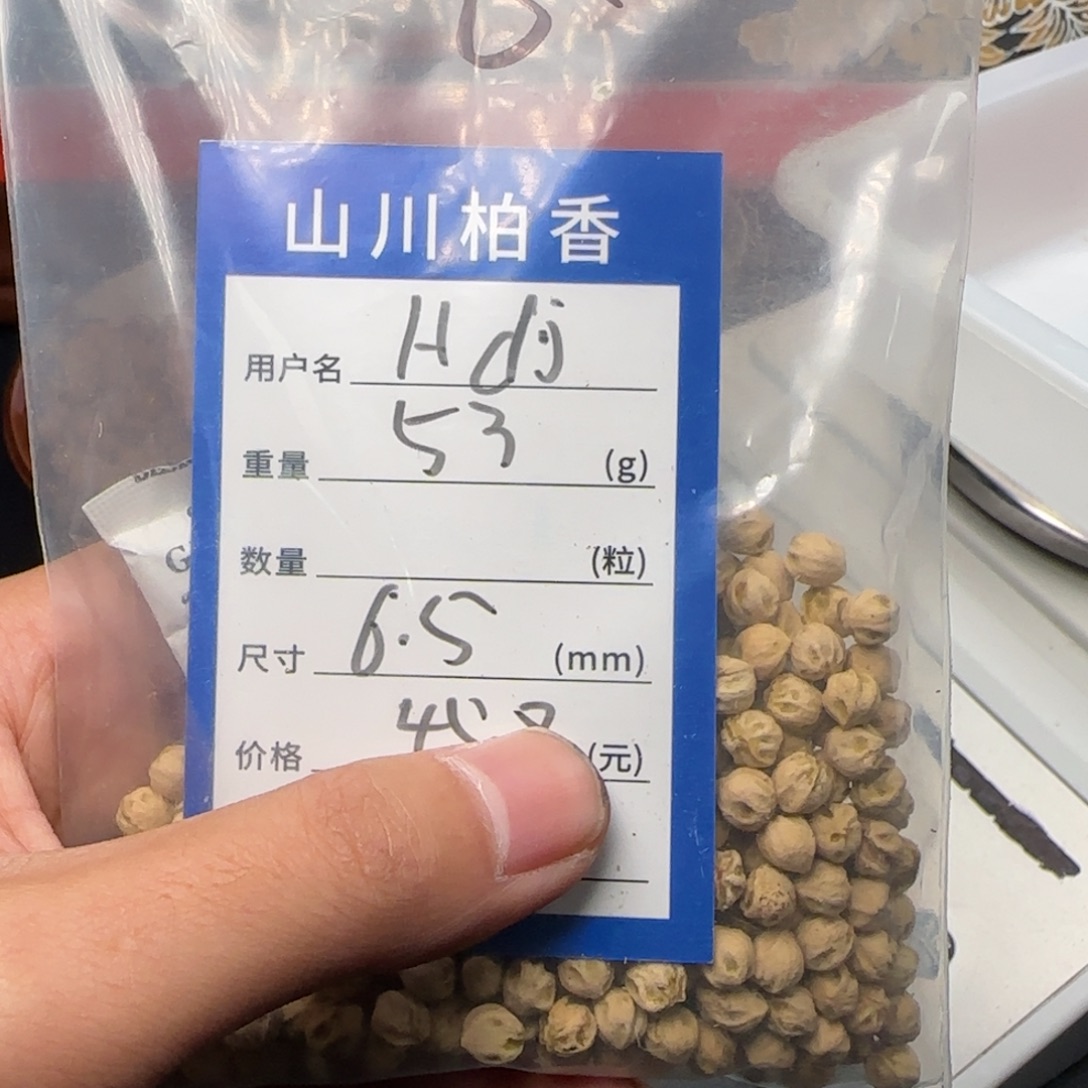 山川柏香
用户名 Hdj
重量 53 (g)
数量 (粒)
尺寸 6.5 (mm)
价格 (元)
G